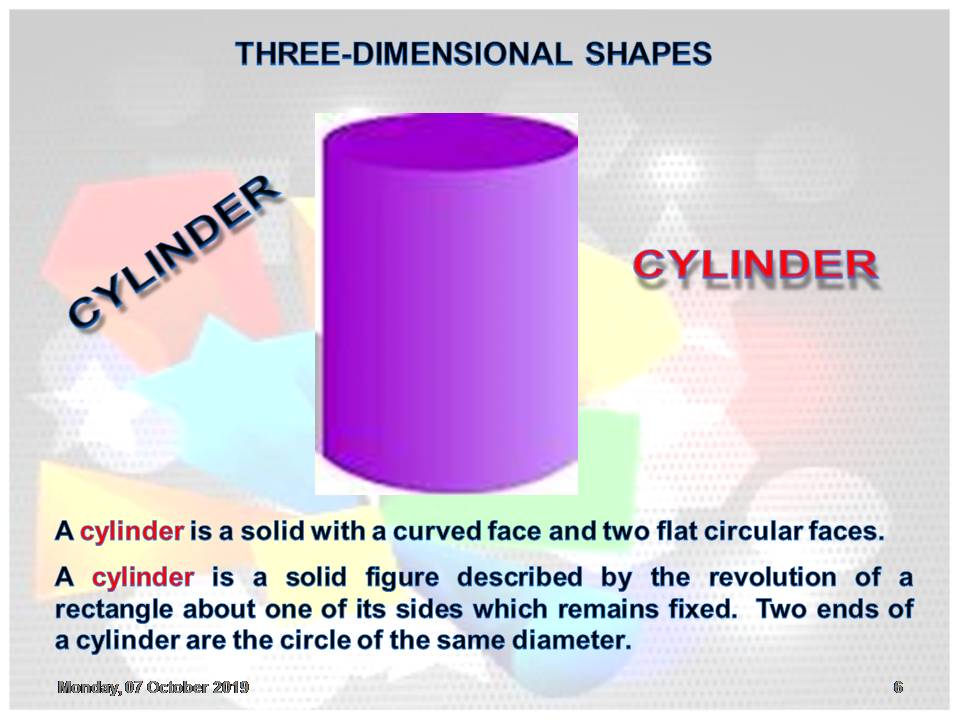 THREE-DIMENSIONAL SHAPES
CYLINDER
CYLINDER
A cylinder is a solid with a curved face and two flat circular faces.
A cylinder is a solid figure described by the revolution of a
rectangle about one of its sides which remains fixed. Two ends of
a cylinder are the circle of the same diameter.
Monday, 07 October 2019
6